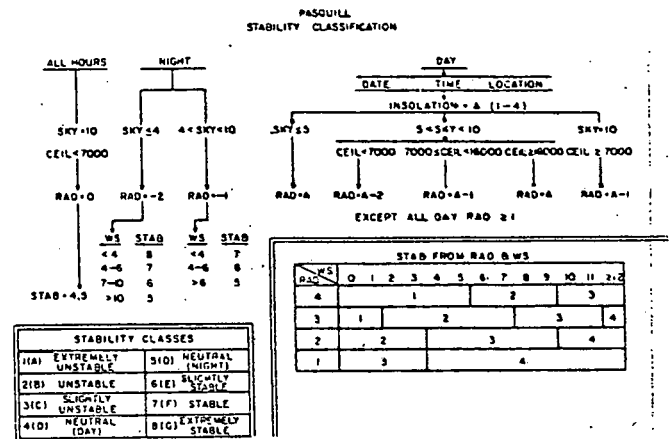 PASQUILL
STABILITY CLASSIFICATION
ALL HOURS NIGHT DAY
DATE TIME LOCATION
INSOLATION = A (1-4)
SKY=10 SKY≤4 4<SKY<10 SKY≤5 5<SKY<10 SKY=10
CEIL<7000 CEIL<7000 7000≤CEIL<16000 CEIL≥16000 CEIL ≥ 7000
RAD=0 RAD=-2 RAD=-1 RAD=A RAD=A-2 RAD=A-1 RAD=A RAD=A-1
EXCEPT ALL DAY RAD ≥ 1
WS STAB WS STAB
<4 8 <4 7
4-6 7 4-6 6
7-10 6 >6 5
>10 5
STAB=4,5
STAB FROM RAD & WS
RAD WS 0 1 2 3 4 5 6 7 8 9 10 11 ≥12
4 1 2 3
3 1 2 3 4
2 2 3 4
1 3 4
STABILITY CLASSES
1(A) EXTREMELY UNSTABLE 5(D) NEUTRAL (NIGHT)
2(B) UNSTABLE 6(E) SLIGHTLY STABLE
3(C) SLIGHTLY UNSTABLE 7(F) STABLE
4(D) NEUTRAL (DAY) 8(G) EXTREMELY STABLE